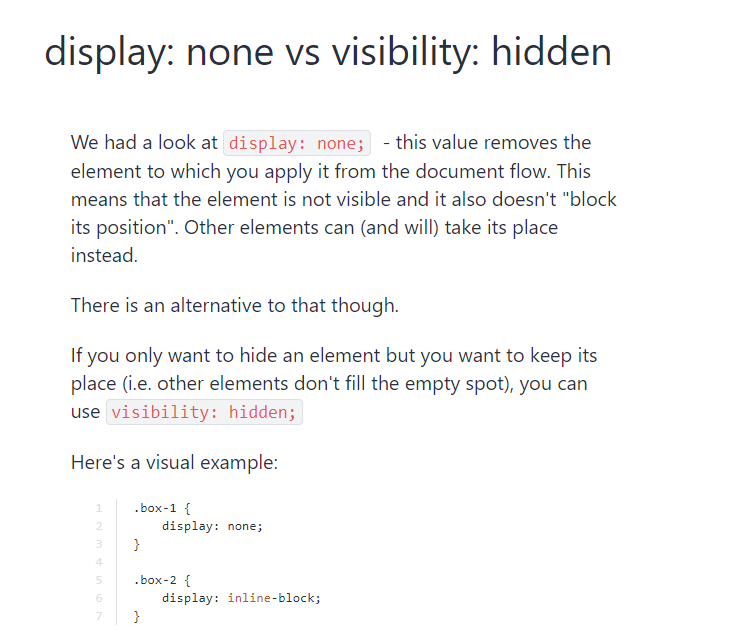 display: none vs visibility: hidden
We had a look at display: none; - this value removes the
element to which you apply it from the document flow. This
means that the element is not visible and it also doesn't "block
its position". Other elements can (and will) take its place
instead.
There is an alternative to that though.
If you only want to hide an element but you want to keep its
place (i.e. other elements don't fill the empty spot), you can
use visibility: hidden;
Here's a visual example:
1 .box-1 {
2 display: none;
3 }
4
5 .box-2 {
6 display: inline-block;
7 }